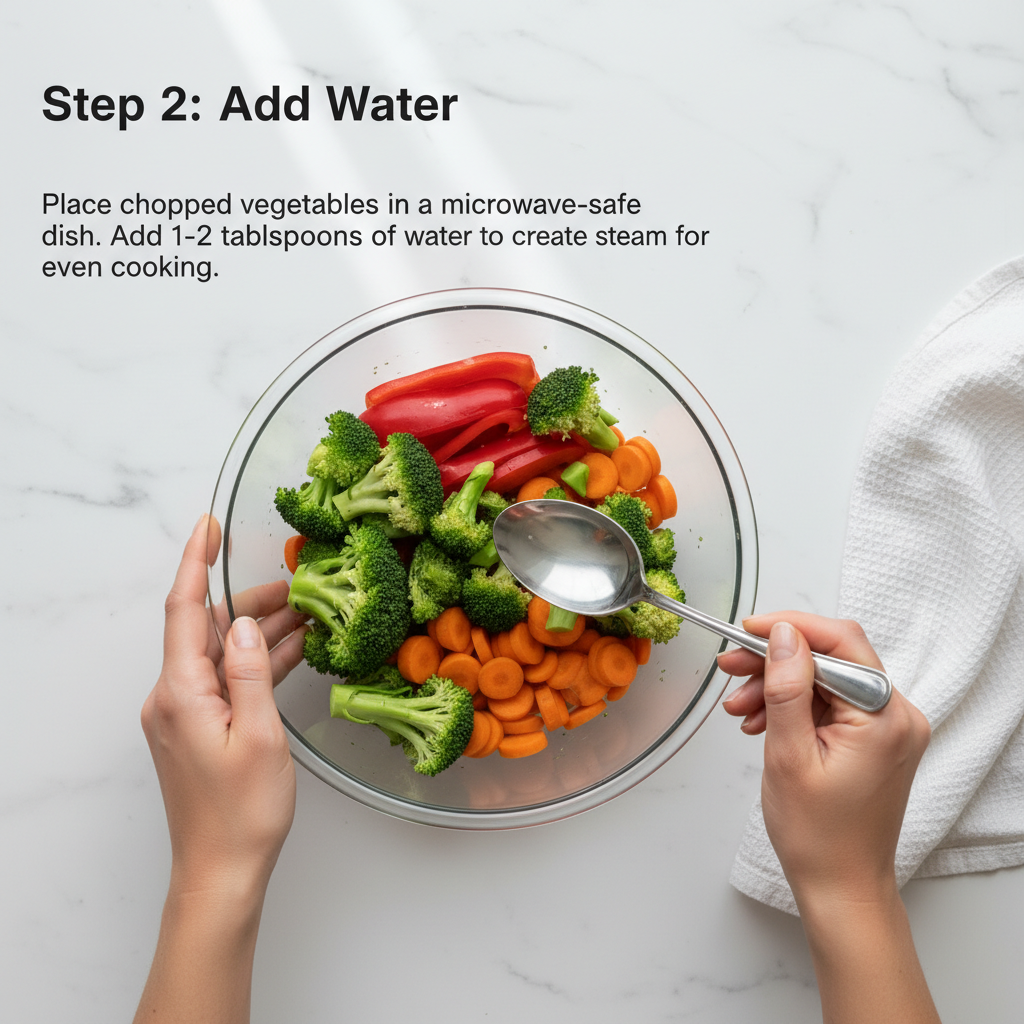 Step 2: Add Water
Place chopped vegetables in a microwave-safe
dish. Add 1-2 tablspoons of water to create steam for
even cooking.